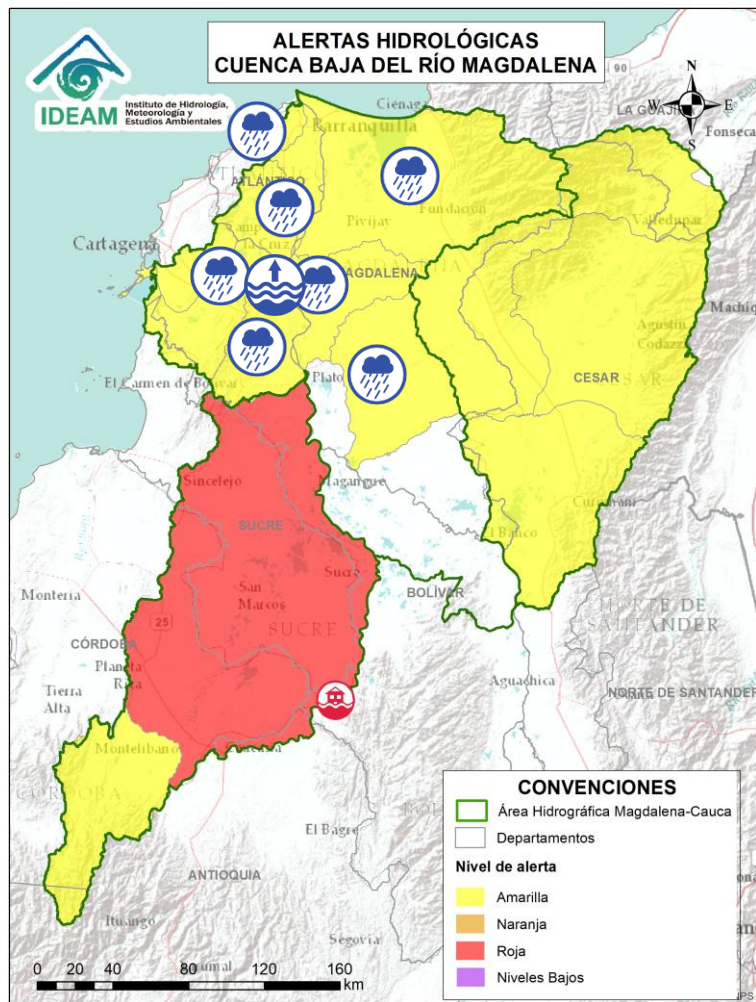 ALERTAS HIDROLÓGICAS
CUENCA BAJA DEL RÍO MAGDALENA
IDEAM
Instituto de Hidrología,
Meteorología y
Estudios Ambientales
N
W E
S
90
Ciénaga
LA GUAJIRA
Barranquilla
Fonseca
ATLÁNTICO
Fundación
Pivijay
Valledupar
la Cruz
Cartagena
MAGDALENA
Agustín
Codazzi
Plato
El Carmen de Bolívar
CESAR
Sincelejo
Magangue
SUCRE
El Banco
Sucre
San
Marcos
BOLÍVAR
Montería
25
SUCRE
NORTE DE
SANTANDER
CÓRDOBA
Planeta
Rica
Aguachica
Tierra
Alta
NORTE DE SANTANDER
Montelíbano
CÓRDOBA
El Bagre
ANTIOQUIA
Ituango
Segovia
CONVENCIONES
Área Hidrográfica Magdalena-Cauca
Departamentos
Nivel de alerta
Amarilla
Naranja
Roja
Niveles Bajos
0 20 40 80 120 160
km